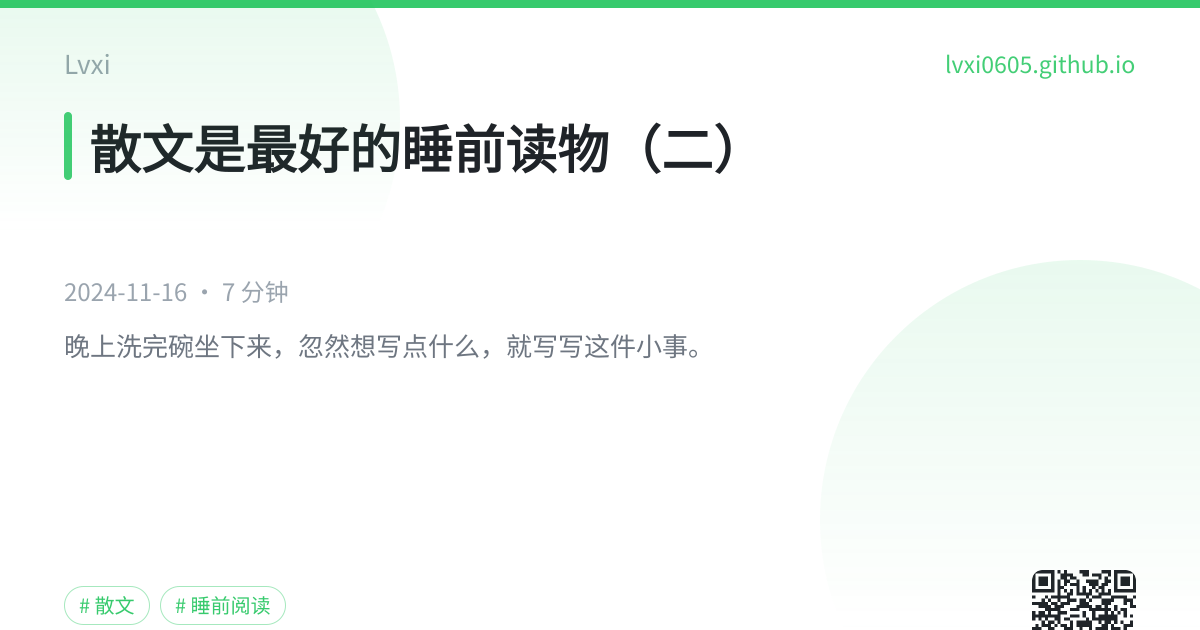 Lvxi
lvxi0605.github.io
散文是最好的睡前读物（二）
2024-11-16 · 7 分钟
晚上洗完碗坐下来，忽然想写点什么，就写写这件小事。
# 散文
# 睡前阅读